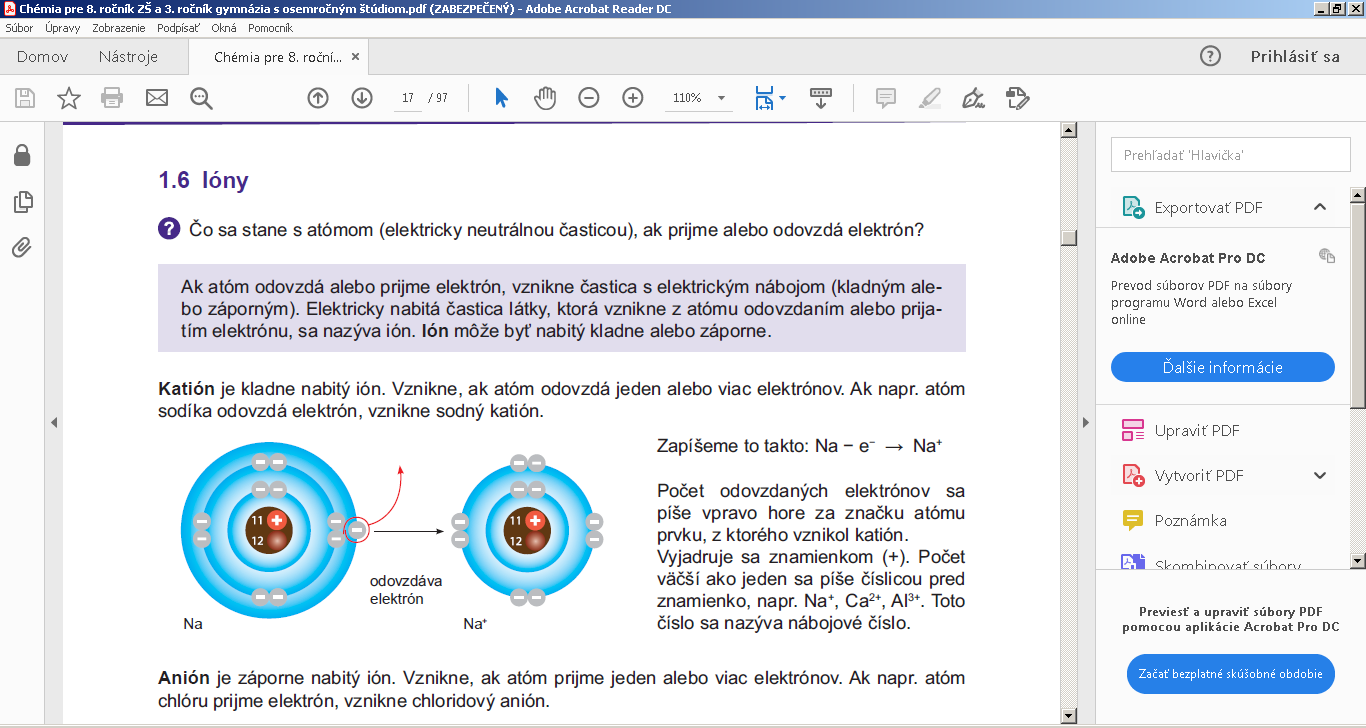 Chémia pre 8. ročník ZŠ a 3. ročník gymnázia s osemročným štúdiom.pdf (ZABEZPEČENÝ) - Adobe Acrobat Reader DC
Súbor Úpravy Zobrazenie Podpísať Okná Pomocník
Domov Nástroje Chémia pre 8. roční... × Prihlásiť sa
17 / 97 110%
1.6 Ióny
? Čo sa stane s atómom (elektricky neutrálnou časticou), ak prijme alebo odovzdá elektrón?
Ak atóm odovzdá alebo prijme elektrón, vznikne častica s elektrickým nábojom (kladným ale-
bo záporným). Elektricky nabitá častica látky, ktorá vznikne z atómu odovzdaním alebo prija-
tím elektrónu, sa nazýva ión. Ión môže byť nabitý kladne alebo záporne.
Katión je kladne nabitý ión. Vznikne, ak atóm odovzdá jeden alebo viac elektrónov. Ak napr. atóm
sodíka odovzdá elektrón, vznikne sodný katión.
11 +
12
odovzdáva
elektrón
Na
11 +
12
Na⁺
Zapíšeme to takto: Na − e⁻ → Na⁺
Počet odovzdaných elektrónov sa
píše vpravo hore za značku atómu
prvku, z ktorého vznikol katión.
Vyjadruje sa znamienkom (+). Počet
väčší ako jeden sa píše číslicou pred
znamienko, napr. Na⁺, Ca²⁺, Al³⁺. Toto
číslo sa nazýva nábojové číslo.
Anión je záporne nabitý ión. Vznikne, ak atóm prijme jeden alebo viac elektrónov. Ak napr. atóm
chlóru prijme elektrón, vznikne chloridový anión.
Prehľadať 'Hlavička'
Exportovať PDF
Adobe Acrobat Pro DC
Prevod súborov PDF na súbory
programu Word alebo Excel
online
Ďalšie informácie
Upraviť PDF
Vytvoriť PDF
Poznámka
Skombinovať súbory
Previesť a upraviť súbory PDF
pomocou aplikácie Acrobat Pro DC
Začať bezplatné skúšobné obdobie